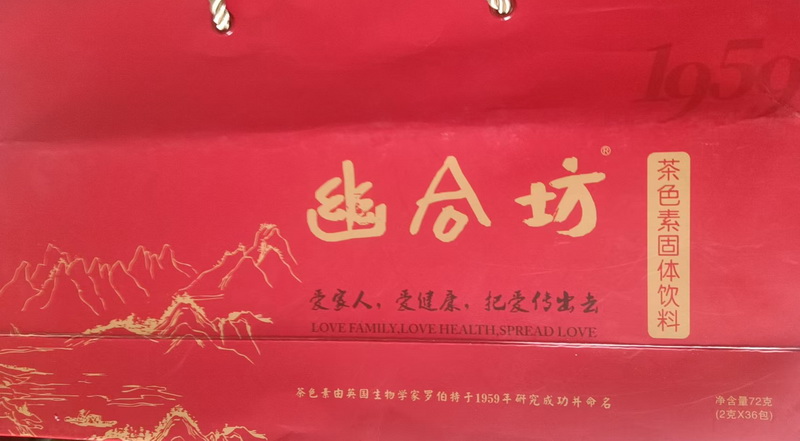 1959
幽合坊®
茶色素固体饮料
爱家人,爱健康,把爱传出去
LOVE FAMILY,LOVE HEALTH,SPREAD LOVE
茶色素由英国生物学家罗伯特于1959年研究成功并命名
净含量72克
(2克X36包)